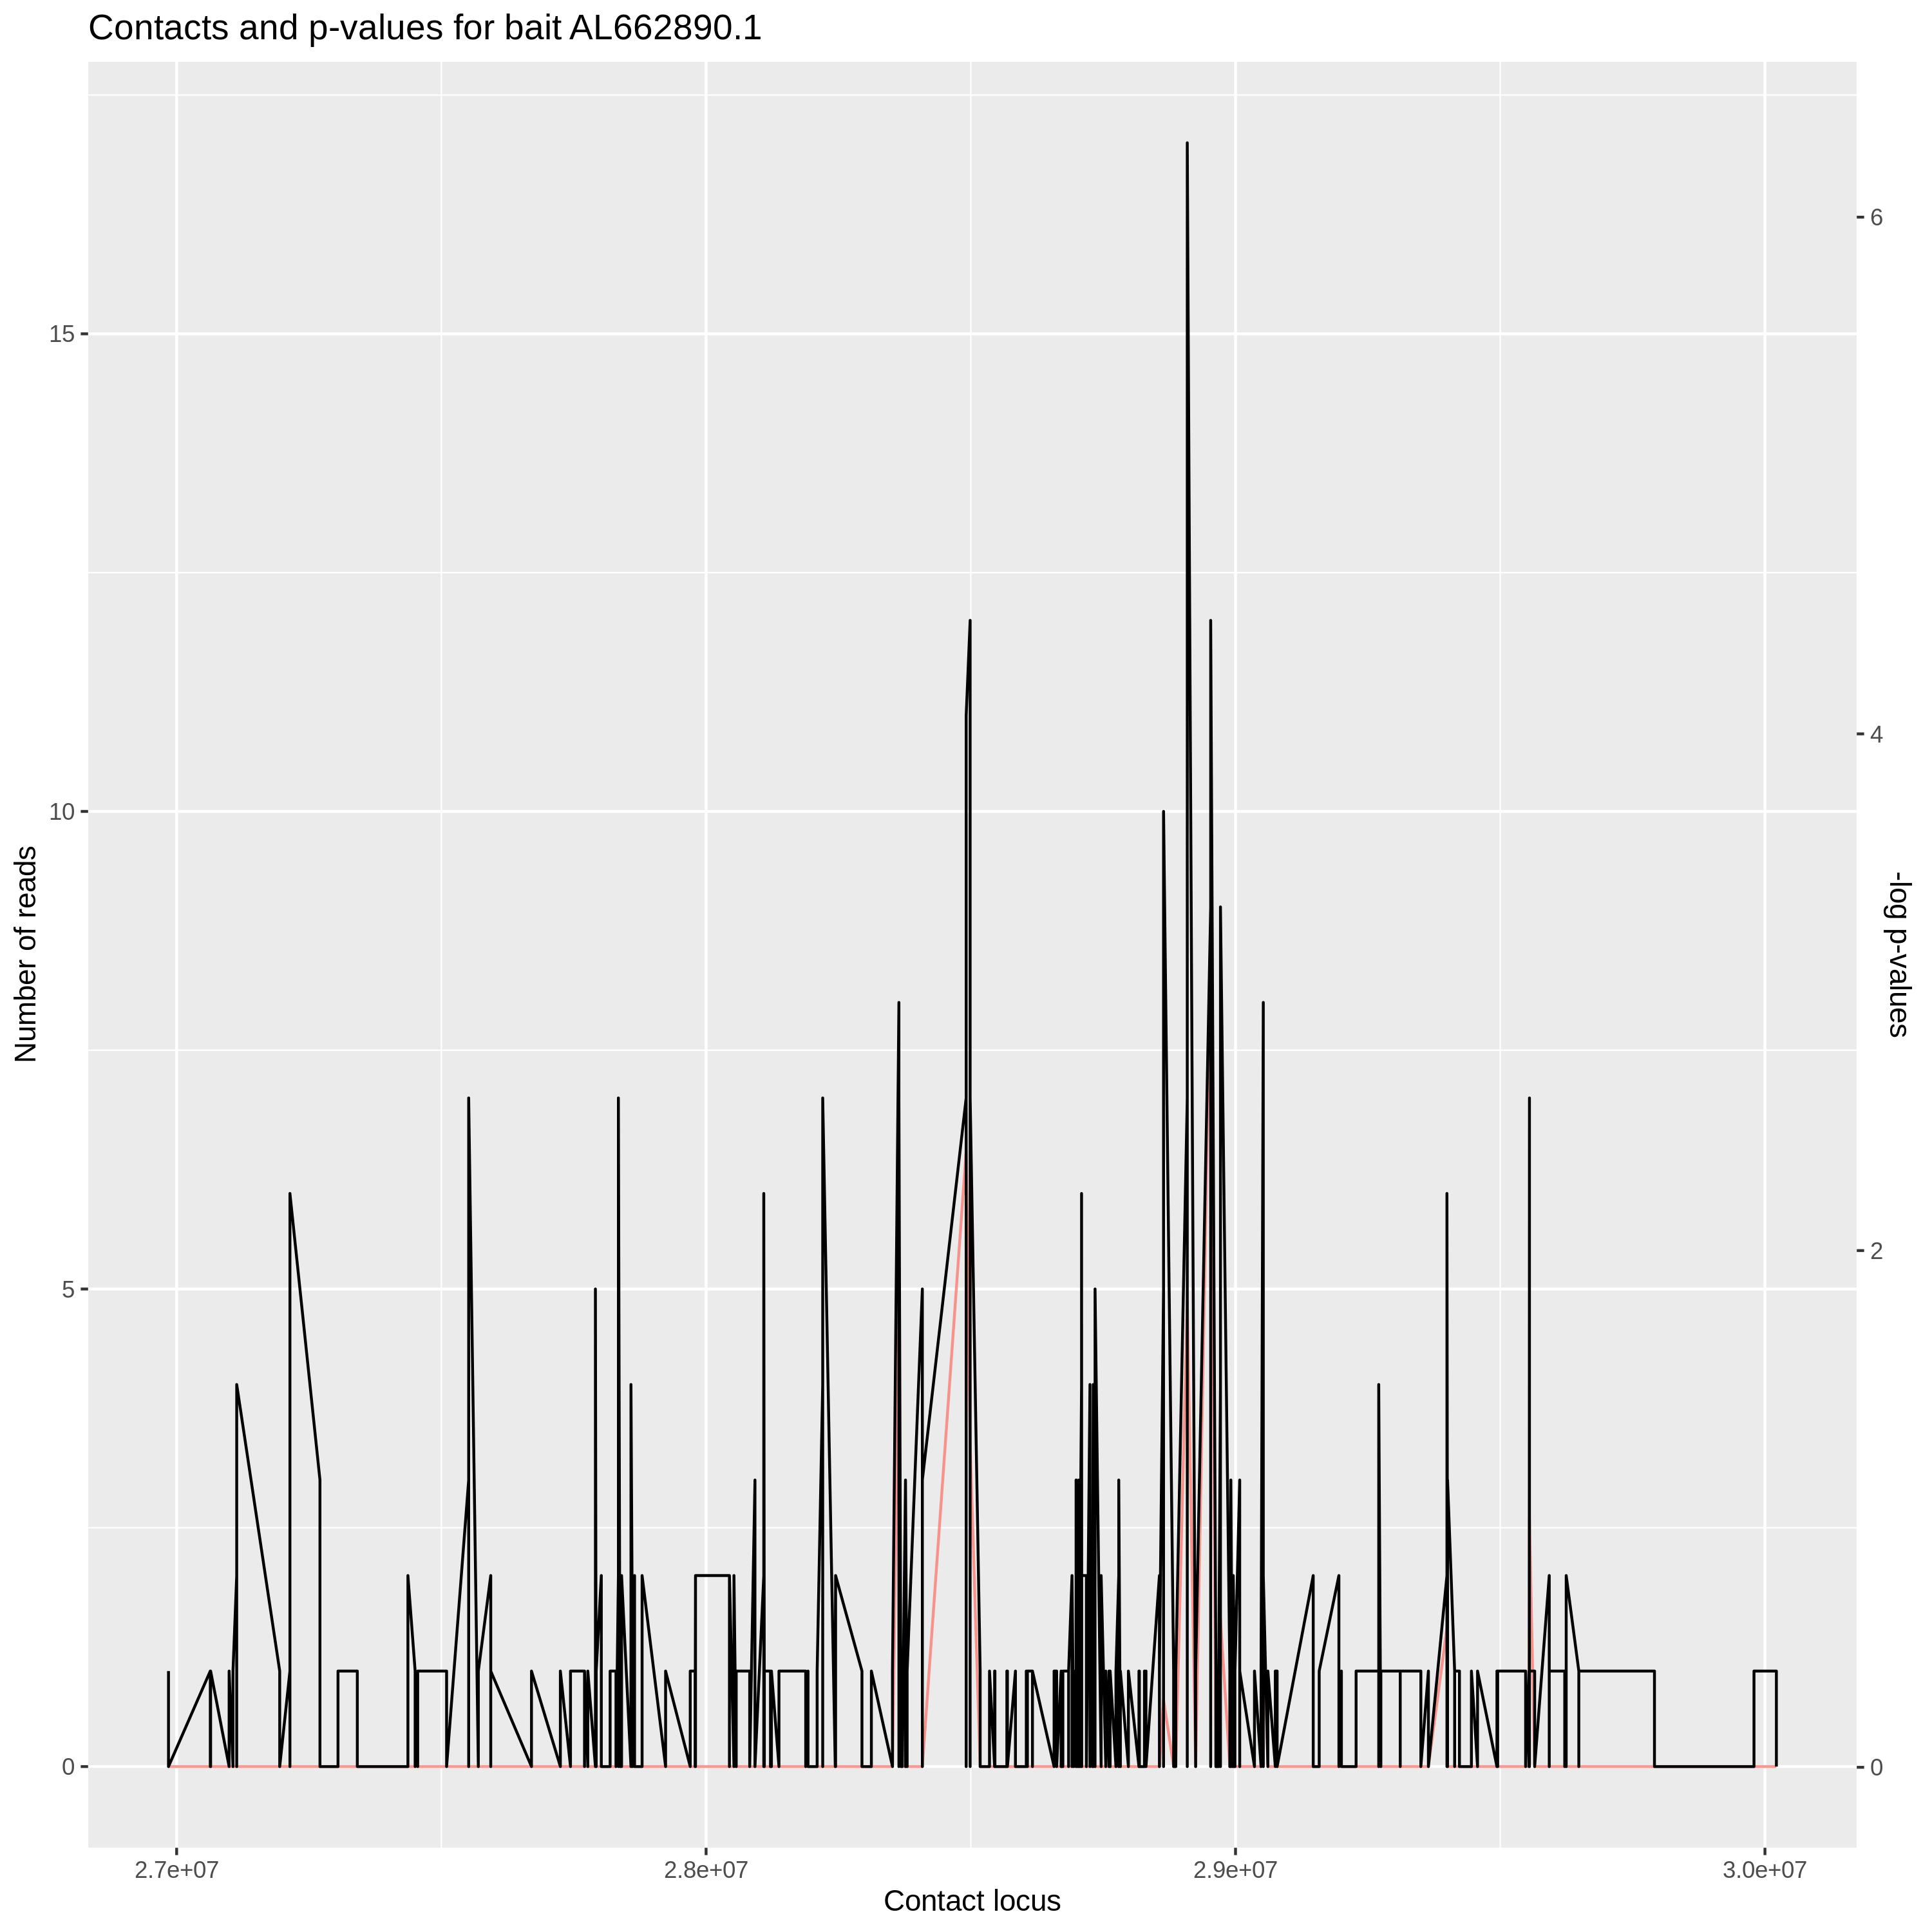 Contacts and p-values for bait AL662890.1
15
10
5
0
6
4
2
0
Number of reads
-log p-values
2.7e+07
2.8e+07
2.9e+07
3.0e+07
Contact locus